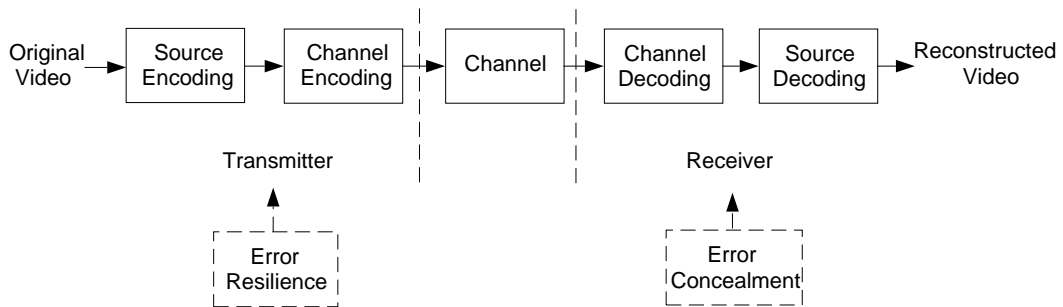 Original
Video
Source
Encoding
Channel
Encoding
Channel
Channel
Decoding
Source
Decoding
Reconstructed
Video
Transmitter
Receiver
Error
Resilience
Error
Concealment